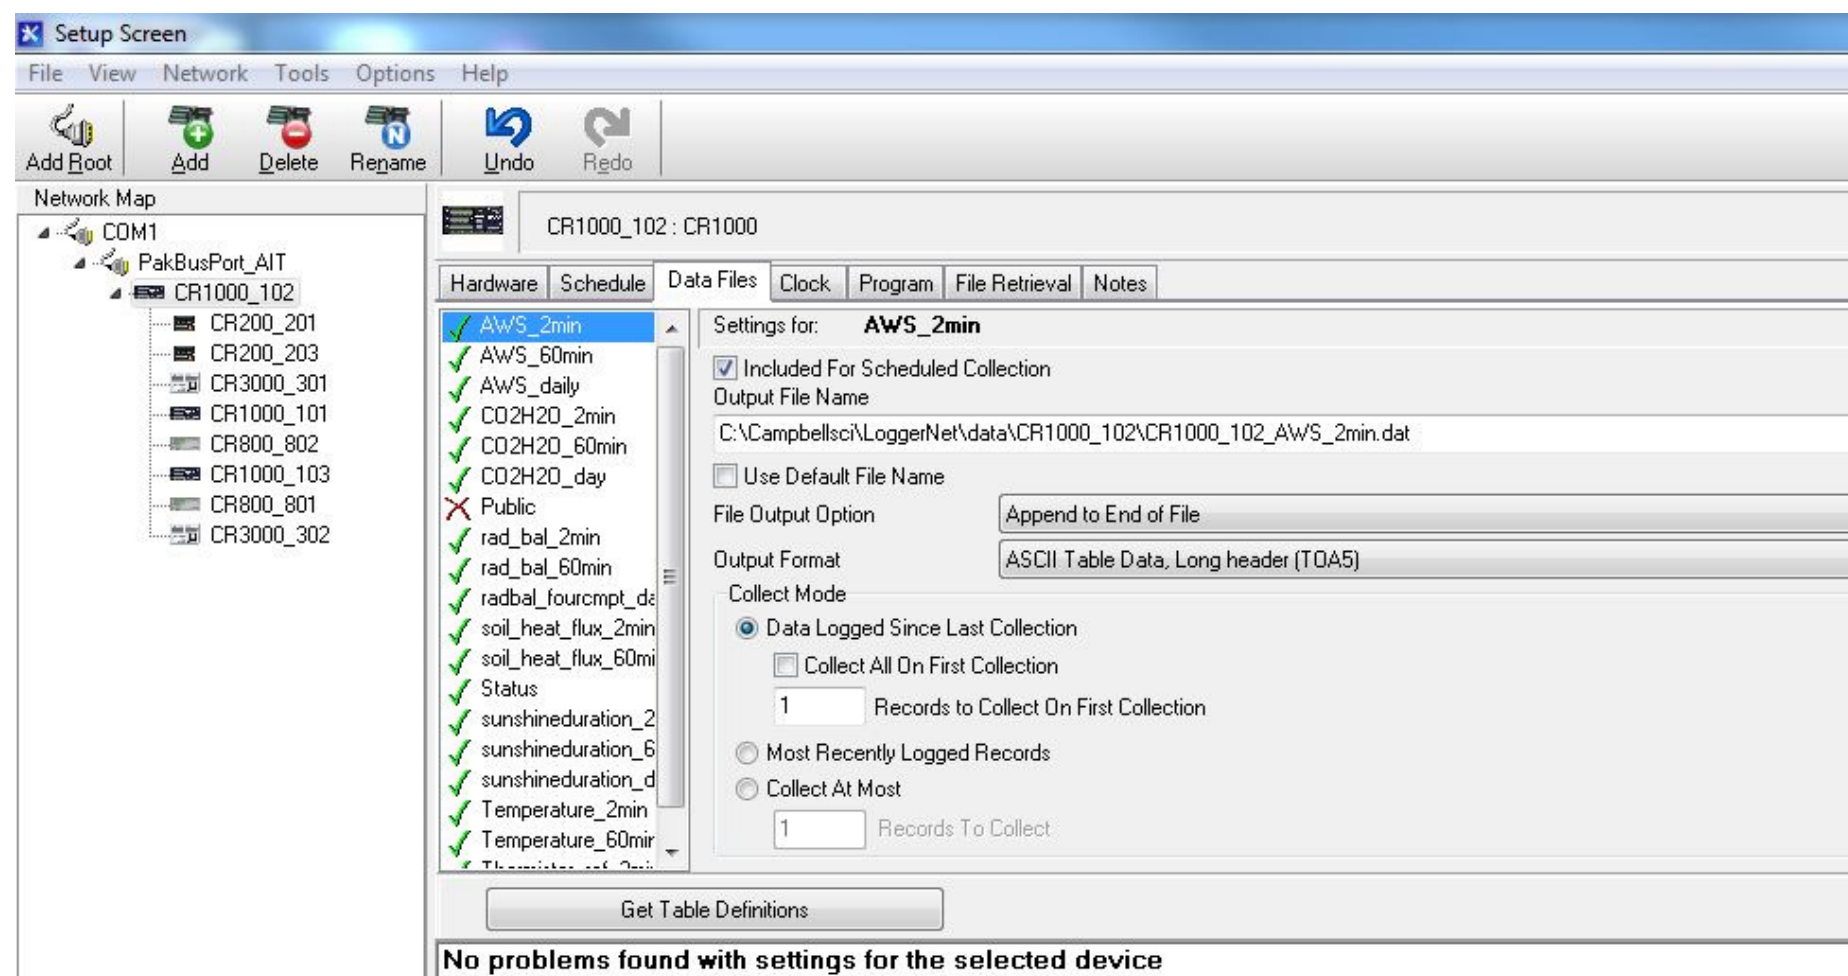 Setup Screen
File View Network Tools Options Help
Add Root Add Delete Rename Undo Redo
Network Map
COM1
PakBusPort_AIT
CR1000_102
CR200_201
CR200_203
CR3000_301
CR1000_101
CR800_802
CR1000_103
CR800_801
CR3000_302
CR1000_102 : CR1000
Hardware Schedule Data Files Clock Program File Retrieval Notes
AWS_2min
AWS_60min
AWS_daily
CO2H2O_2min
CO2H2O_60min
CO2H2O_day
Public
rad_bal_2min
rad_bal_60min
radbal_fourcmpt_da
soil_heat_flux_2min
soil_heat_flux_60mi
Status
sunshineduration_2
sunshineduration_6
sunshineduration_d
Temperature_2min
Temperature_60min
Settings for: AWS_2min
Included For Scheduled Collection
Output File Name
C:\Campbellsci\LoggerNet\data\CR1000_102\CR1000_102_AWS_2min.dat
Use Default File Name
File Output Option Append to End of File
Output Format ASCII Table Data, Long header (TOA5)
Collect Mode
Data Logged Since Last Collection
Collect All On First Collection
1 Records to Collect On First Collection
Most Recently Logged Records
Collect At Most
1 Records To Collect
Get Table Definitions
No problems found with settings for the selected device